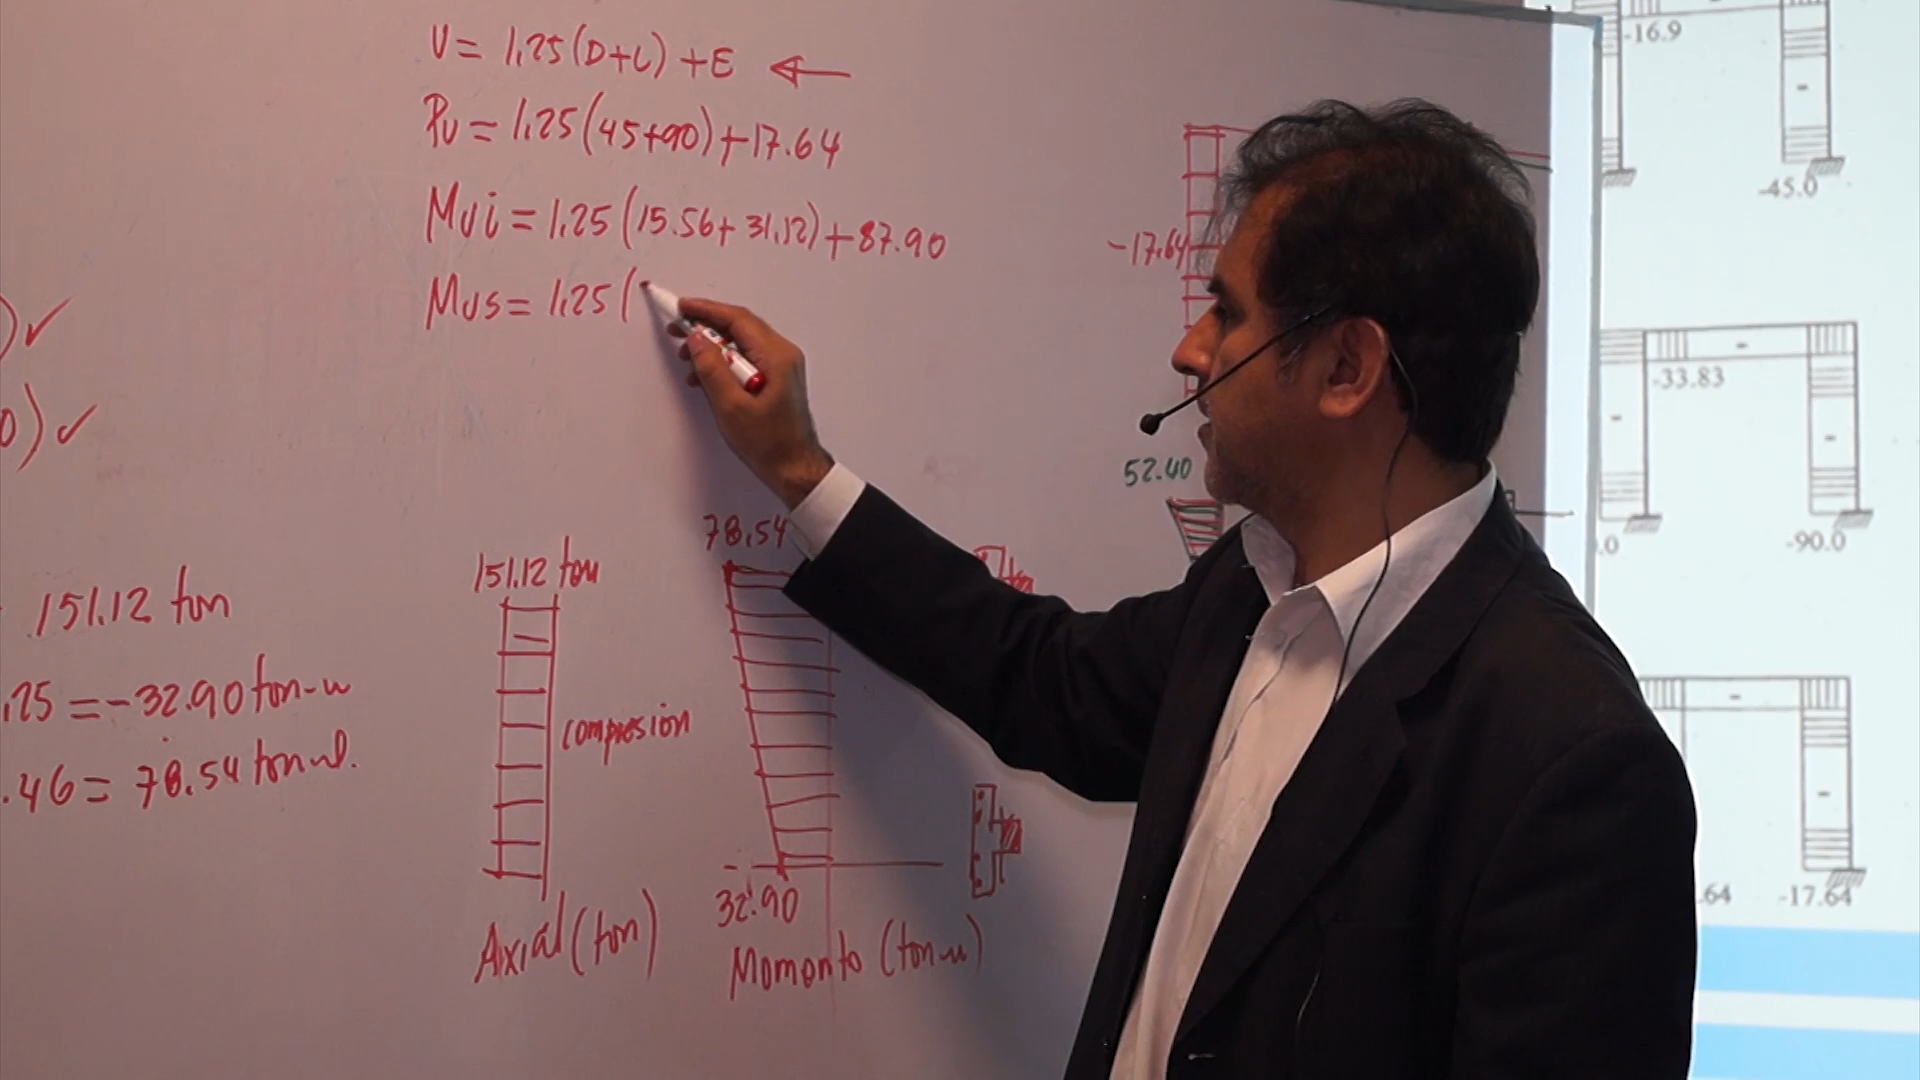 U = 1.25(D+L) + E
Pu = 1.25(45+90)+17.64
Mui = 1.25(15.56+31.12)+87.90
Mus = 1.25(
)✓
0)✓
151.12 ton
.25 = -32.90 ton-m
.46 = 78.54 ton-m.
151.12 ton
compresión
Axial (ton)
78.54
32.90
Momento (ton-m)
-17.64
52.40
-16.9
-45.0
-33.83
.0
-90.0
.64
-17.64